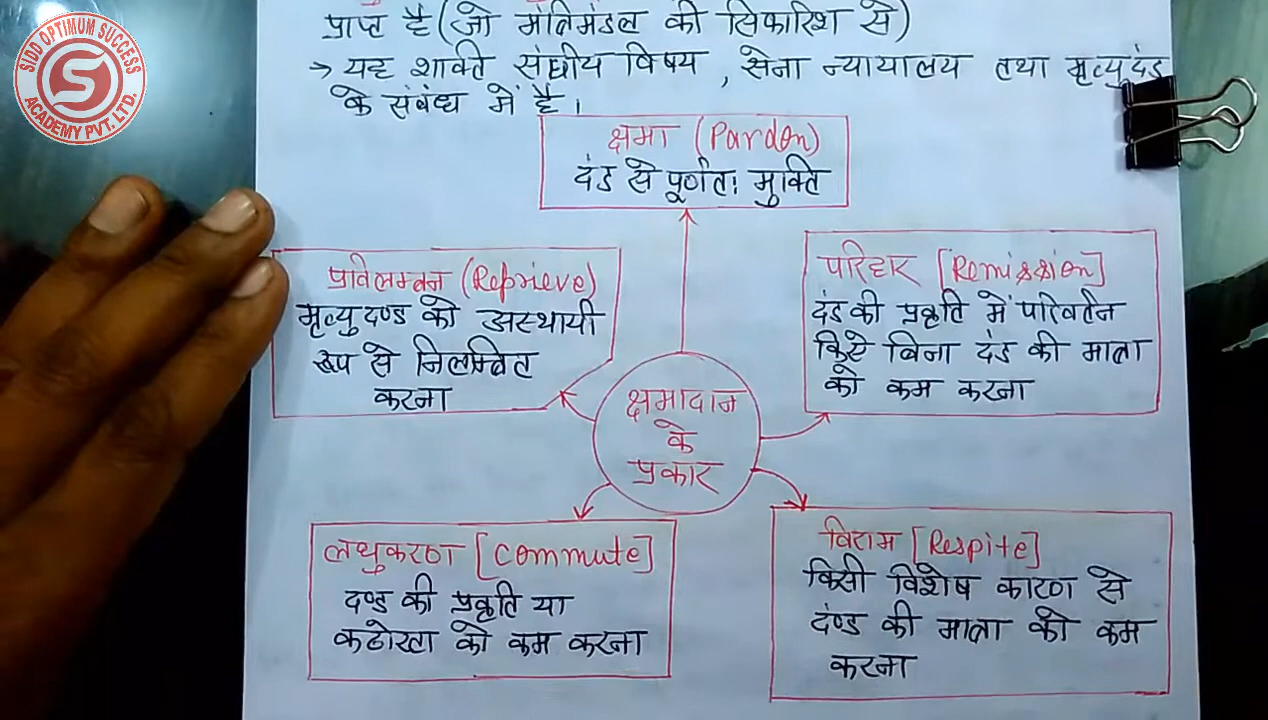 SIDD OPTIMUM SUCCESS
ACADEMY PVT. LTD.
प्राप्त है (जो मंत्रिमंडल की सिफारिश से)
→ यह शक्ति संघीय विषय, सेना न्यायालय तथा मृत्युदंड
के संबंध में है।
क्षमा (Pardon)
दंड से पूर्णतः मुक्ति
प्रविलम्बन (Reprieve)
मृत्युदण्ड को अस्थायी
रूप से निलम्बित
करना
परिहार [Remission]
दंड की प्रकृति में परिवर्तन
किए बिना दंड की मात्रा
को कम करना
क्षमादान
के
प्रकार
लघुकरण [Commute]
दण्ड की प्रकृति या
कठोरता को कम करना
विराम [Respite]
किसी विशेष कारण से
दंण्ड की मात्रा को कम
करना